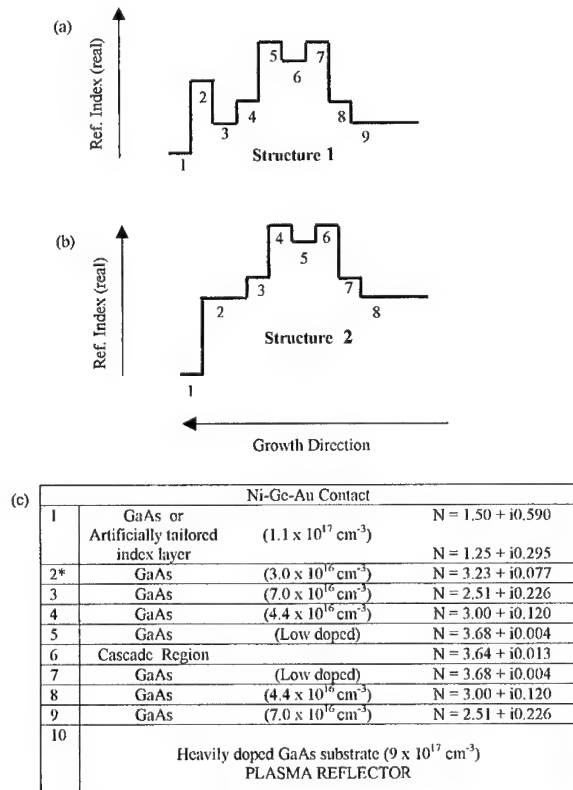 (a)
Ref. Index (real)
1
2
3
4
5
6
7
8
9
Structure 1
(b)
Ref. Index (real)
1
2
3
4
5
6
7
8
Structure 2
Growth Direction
(c)
Ni-Ge-Au Contact
1 GaAs or Artificially tailored index layer (1.1 x 10^17 cm^-3) N = 1.50 + i0.590
N = 1.25 + i0.295
2* GaAs (3.0 x 10^16 cm^-3) N = 3.23 + i0.077
3 GaAs (7.0 x 10^16 cm^-3) N = 2.51 + i0.226
4 GaAs (4.4 x 10^16 cm^-3) N = 3.00 + i0.120
5 GaAs (Low doped) N = 3.68 + i0.004
6 Cascade Region N = 3.64 + i0.013
7 GaAs (Low doped) N = 3.68 + i0.004
8 GaAs (4.4 x 10^16 cm^-3) N = 3.00 + i0.120
9 GaAs (7.0 x 10^16 cm^-3) N = 2.51 + i0.226
10
Heavily doped GaAs substrate (9 x 10^17 cm^-3)
PLASMA REFLECTOR